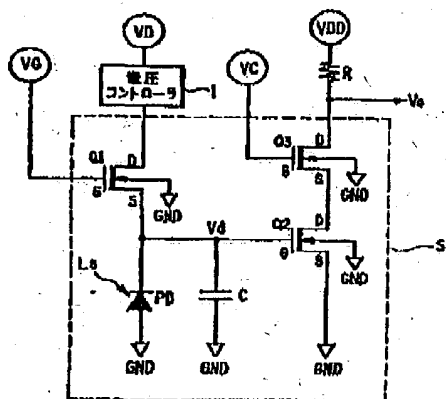 VD
VDD
VG
電圧
コントローラ
1
VC
R
Vo
Q1
D
G
S
GND
Q3
D
G
S
GND
Vd
Q2
D
G
S
GND
S
Ls
PD
C
GND
GND
GND